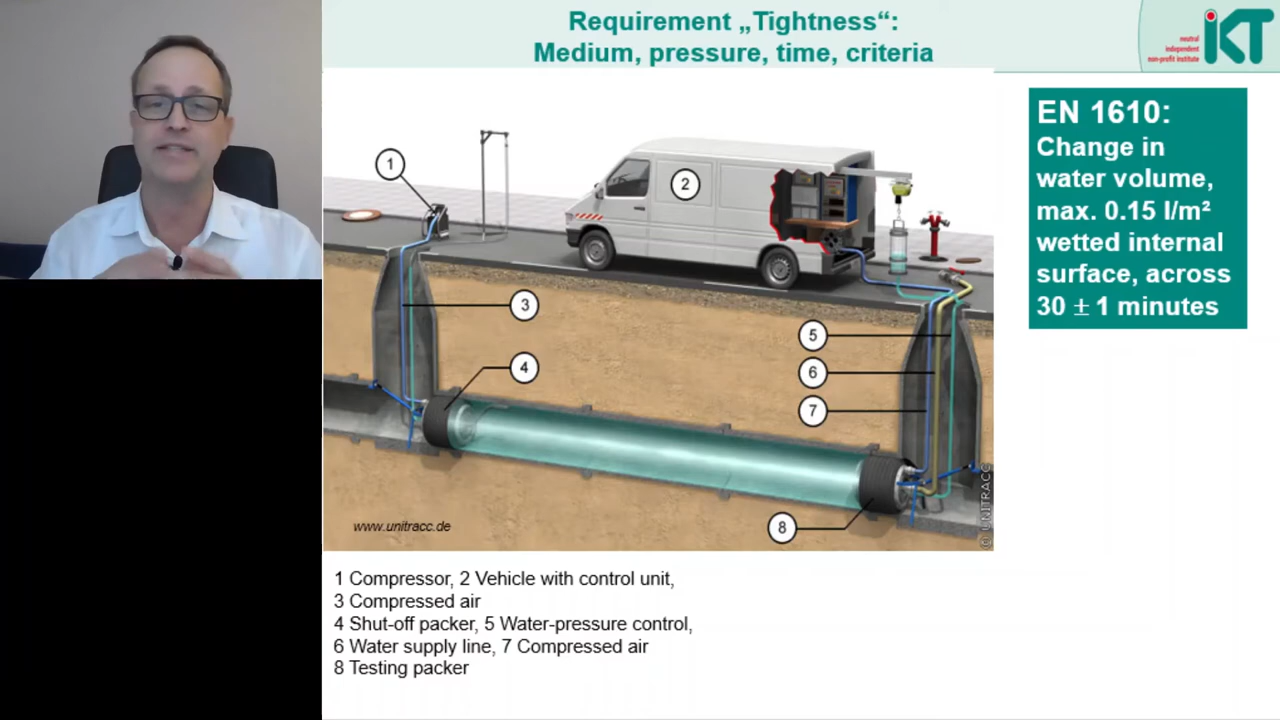 Requirement „Tightness“:
Medium, pressure, time, criteria
neutral
independent
non-profit institute
iKT
EN 1610:
Change in
water volume,
max. 0.15 l/m²
wetted internal
surface, across
30 ± 1 minutes
1
2
3
4
5
6
7
8
www.unitracc.de
© UNITRACC
1 Compressor, 2 Vehicle with control unit,
3 Compressed air
4 Shut-off packer, 5 Water-pressure control,
6 Water supply line, 7 Compressed air
8 Testing packer